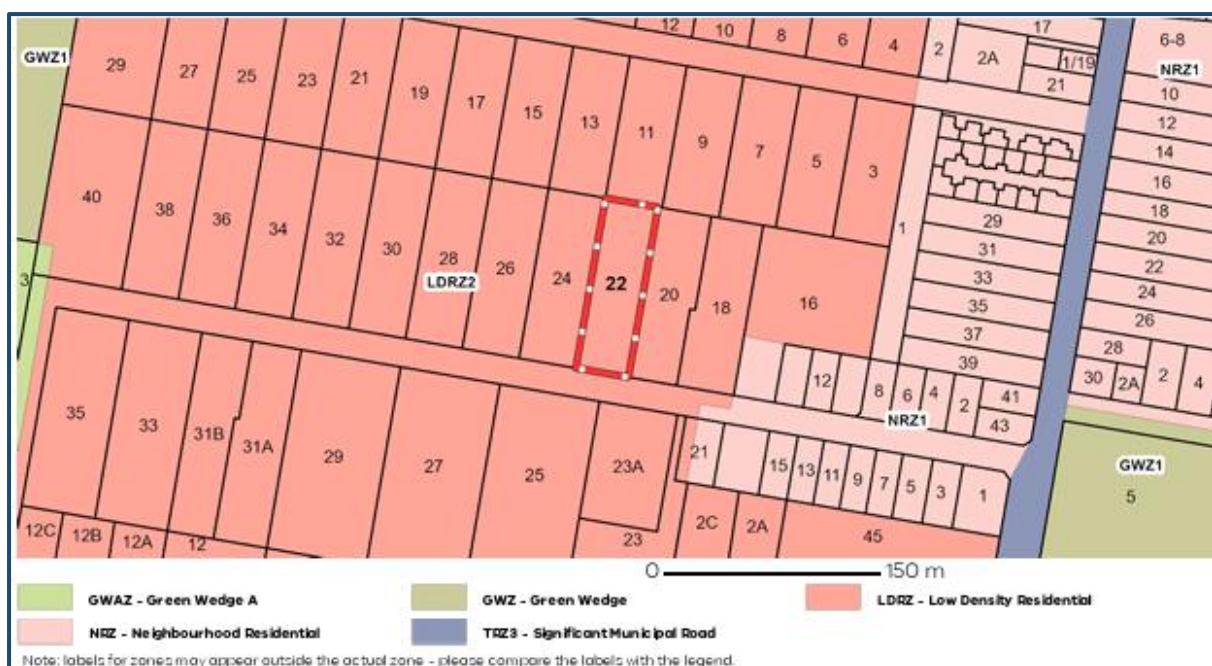 12 10 8 6 4 2 17 6-8
GWZ1 29 27 25 23 21 19 17 15 13 11 9 7 5 3 2A 1/19 NRZ1
21 10
12
14
16
40 38 36 34 32 30 28 26 24 22 20 18 16 1 29 18
31 20
3 LDRZ2 33 22
35 24
37 26
39 28
35 33 31B 31A 29 27 25 23A 12 8 6 4 2 41 30 2A 2 4
NRZ1 43
21 15 13 11 9 7 5 3 1 GWZ1
5
12C 12B 12A 12 23 2C 2A 45
0 150 m
GWAZ - Green Wedge A GWZ - Green Wedge LDRZ - Low Density Residential
NRZ - Neighbourhood Residential TRZ3 - Significant Municipal Road
Note: labels for zones may appear outside the actual zone - please compare the labels with the legend.